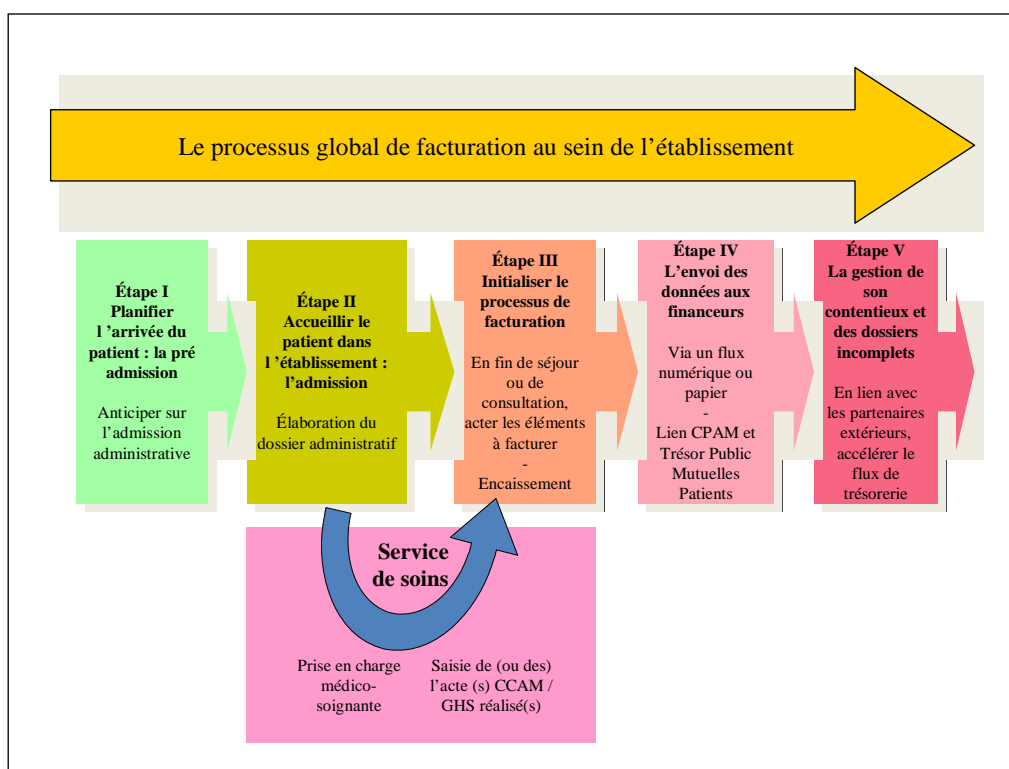 Le processus global de facturation au sein de l’établissement
Étape I
Planifier
l ’arrivée du
patient : la pré
admission
Anticiper sur
l’admission
administrative
Étape II
Accueillir le
patient dans
l ’établissement :
l’admission
Élaboration du
dossier administratif
Étape III
Initialiser le
processus de
facturation
En fin de séjour
ou de
consultation,
acter les éléments
à facturer
-
Encaissement
Étape IV
L’envoi des
données aux
financeurs
Via un flux
numérique ou
papier
-
Lien CPAM et
Trésor Public
Mutuelles
Patients
Étape V
La gestion de
son
contentieux et
des dossiers
incomplets
En lien avec
les partenaires
extérieurs,
accélérer le
flux de
trésorerie
Service
de soins
Prise en charge
médico-
soignante
Saisie de (ou des)
l’acte (s) CCAM /
GHS réalisé(s)